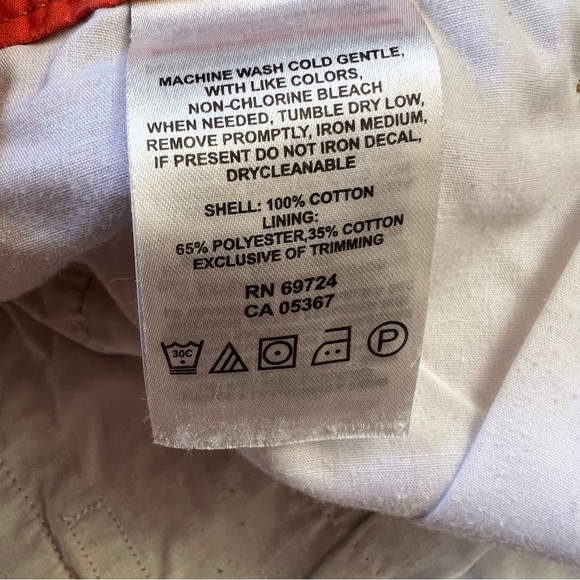 MACHINE WASH COLD GENTLE,
WITH LIKE COLORS,
NON-CHLORINE BLEACH
WHEN NEEDED, TUMBLE DRY LOW,
REMOVE PROMPTLY, IRON MEDIUM,
IF PRESENT DO NOT IRON DECAL,
DRYCLEANABLE
SHELL: 100% COTTON
LINING:
65% POLYESTER,35% COTTON
EXCLUSIVE OF TRIMMING
RN 69724
CA 05367
30C P